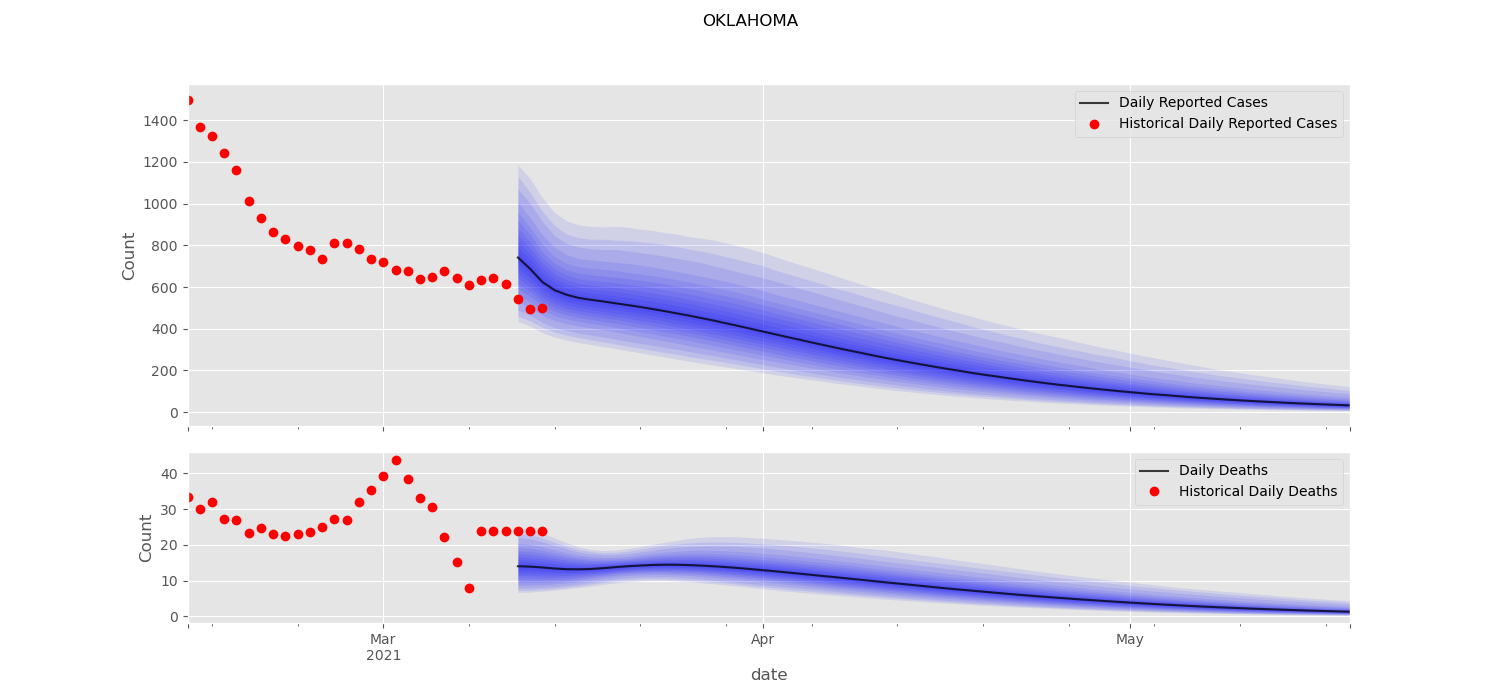 OKLAHOMA
Count
1400
1200
1000
800
600
400
200
0
Daily Reported Cases
Historical Daily Reported Cases
Count
40
30
20
10
0
Daily Deaths
Historical Daily Deaths
Mar
2021
Apr
May
date